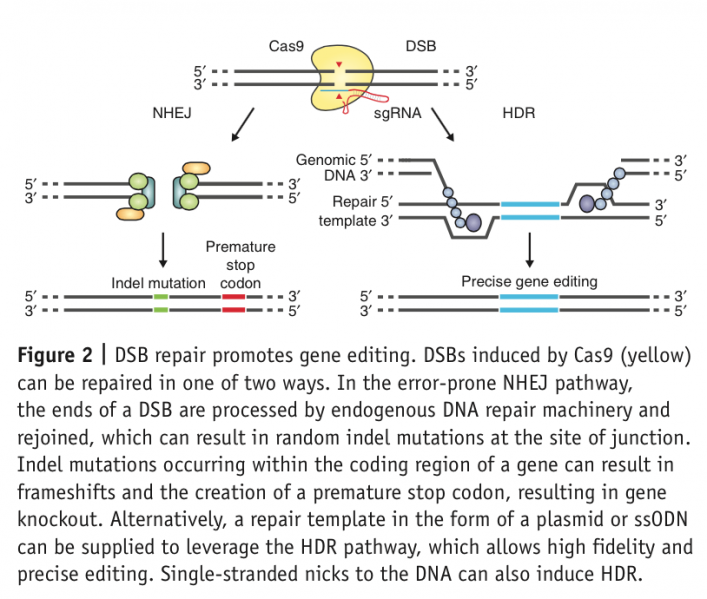 Cas9 DSB
5′ 3′
3′ 5′
NHEJ sgRNA HDR
Genomic 5′ 3′
DNA 3′ 5′
5′ 3′
3′ 5′
Repair 5′ 3′
template 3′ 5′
Premature
stop
Indel mutation codon
Precise gene editing
5′ 3′ 5′ 3′
3′ 5′ 3′ 5′
Figure 2 | DSB repair promotes gene editing. DSBs induced by Cas9 (yellow)
can be repaired in one of two ways. In the error-prone NHEJ pathway,
the ends of a DSB are processed by endogenous DNA repair machinery and
rejoined, which can result in random indel mutations at the site of junction.
Indel mutations occurring within the coding region of a gene can result in
frameshifts and the creation of a premature stop codon, resulting in gene
knockout. Alternatively, a repair template in the form of a plasmid or ssODN
can be supplied to leverage the HDR pathway, which allows high fidelity and
precise editing. Single-stranded nicks to the DNA can also induce HDR.